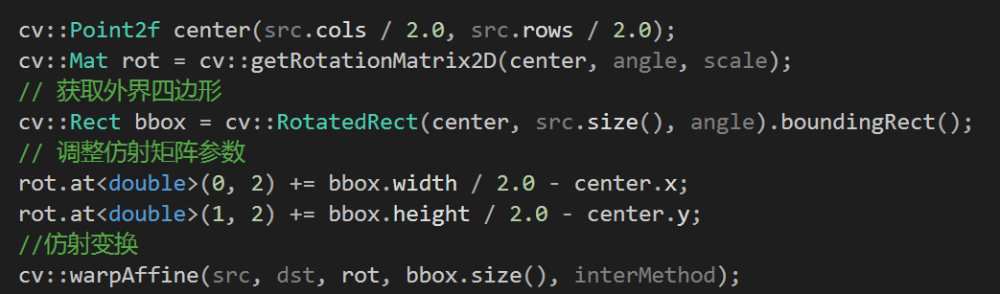 cv::Point2f center(src.cols / 2.0, src.rows / 2.0);
cv::Mat rot = cv::getRotationMatrix2D(center, angle, scale);
// 获取外界四边形
cv::Rect bbox = cv::RotatedRect(center, src.size(), angle).boundingRect();
// 调整仿射矩阵参数
rot.at<double>(0, 2) += bbox.width / 2.0 - center.x;
rot.at<double>(1, 2) += bbox.height / 2.0 - center.y;
//仿射变换
cv::warpAffine(src, dst, rot, bbox.size(), interMethod);